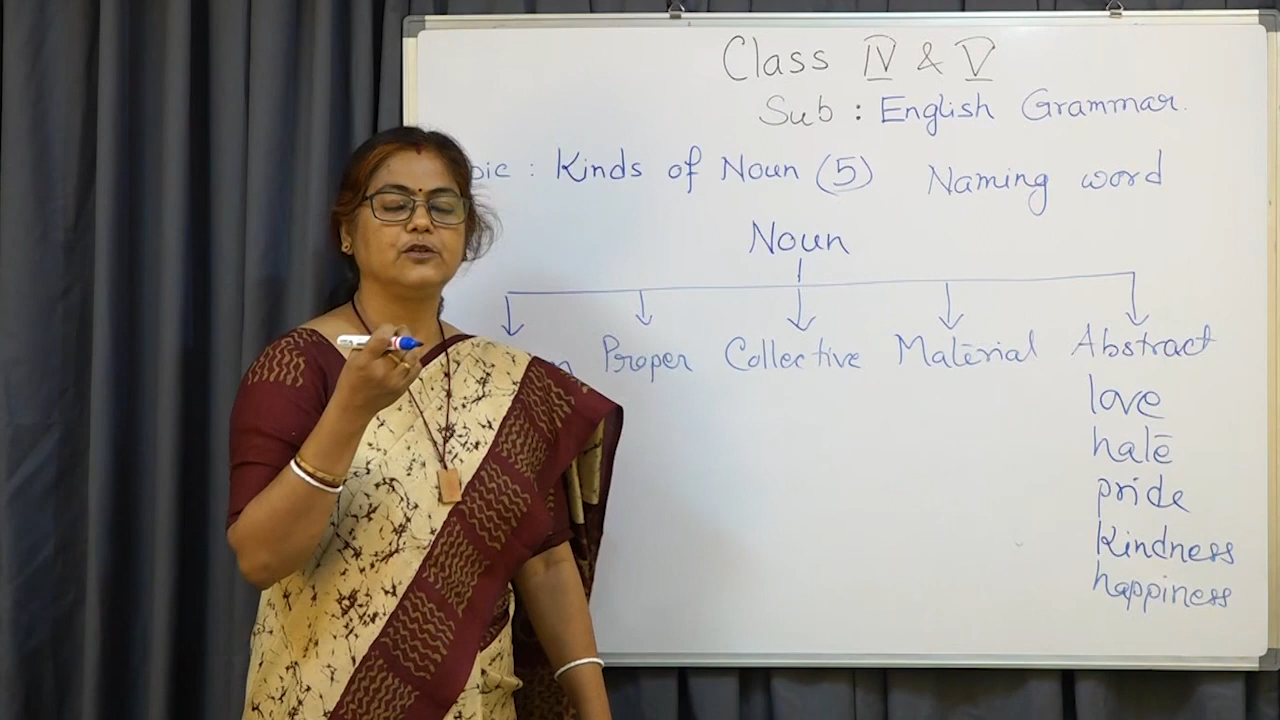 Class IV & V
Sub : English Grammar.
pic : Kinds of Noun (5) Naming word
Noun
Proper Collective Material Abstract
love
hate
pride
kindness
happiness